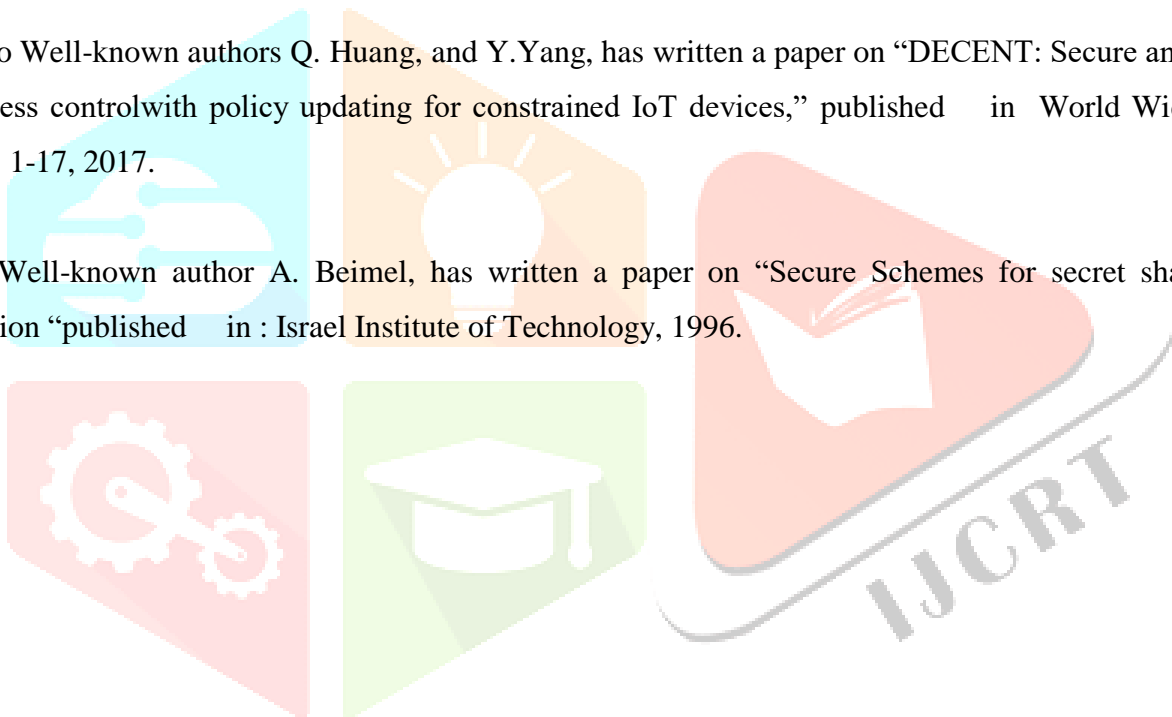 o Well-known authors Q. Huang, and Y.Yang, has written a paper on “DECENT: Secure an
ess controlwith policy updating for constrained IoT devices,” published in World Wi
1-17, 2017.
Well-known author A. Beimel, has written a paper on “Secure Schemes for secret sha
ion “published in : Israel Institute of Technology, 1996.
IJCRT